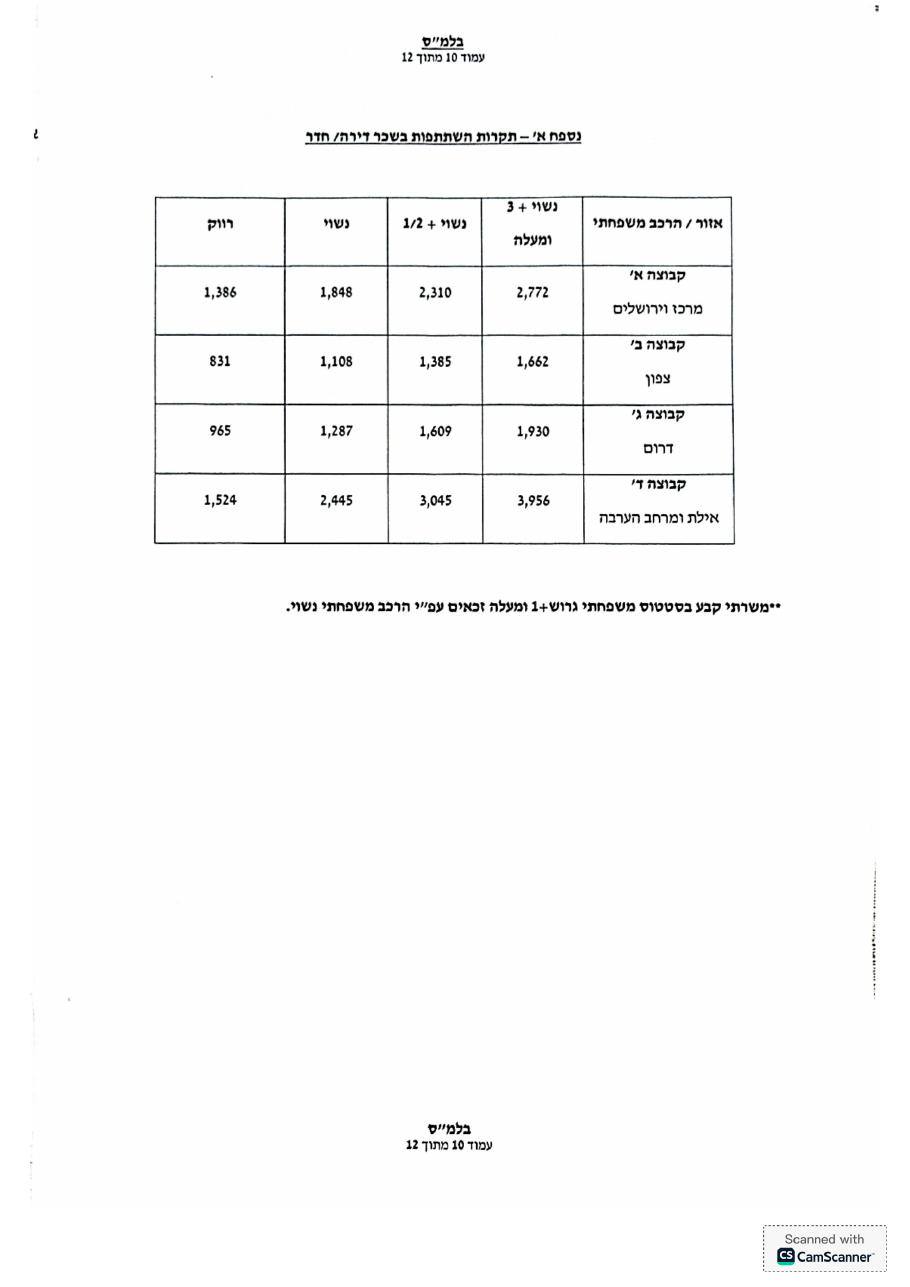 בלמ"ס
עמוד 10 מתוך 12
נספח א' – תקרות השתתפות בשכר דירה/ חדר
אזור / הרכב משפחתי נשוי + 3 ומעלה נשוי + 1/2 נשוי רווק
קבוצה א' מרכז וירושלים 2,772 2,310 1,848 1,386
קבוצה ב' צפון 1,662 1,385 1,108 831
קבוצה ג' דרום 1,930 1,609 1,287 965
קבוצה ד' אילת ומרחב הערבה 3,956 3,045 2,445 1,524
**משרתי קבע בסטטוס משפחתי גרוש+1 ומעלה זכאים עפ"י הרכב משפחתי נשוי.
בלמ"ס
עמוד 10 מתוך 12
Scanned with
CS CamScanner